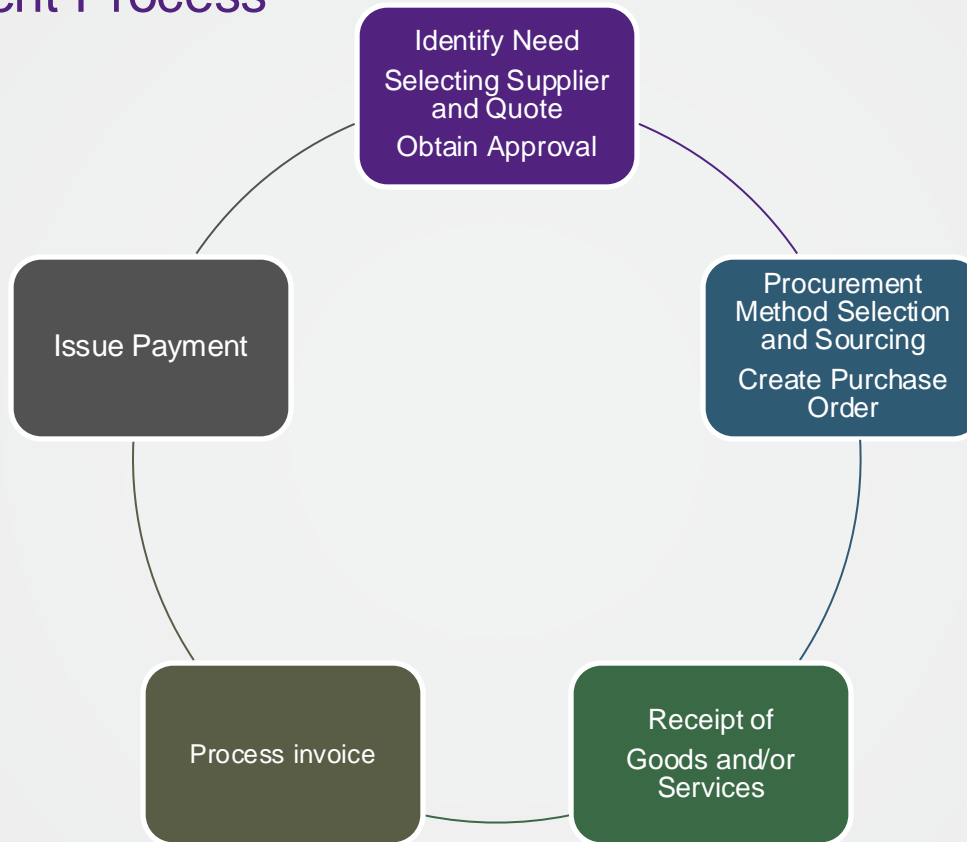 ent Process
Identify Need
Selecting Supplier
and Quote
Obtain Approval
Procurement
Method Selection
and Sourcing
Create Purchase
Order
Receipt of
Goods and/or
Services
Process invoice
Issue Payment